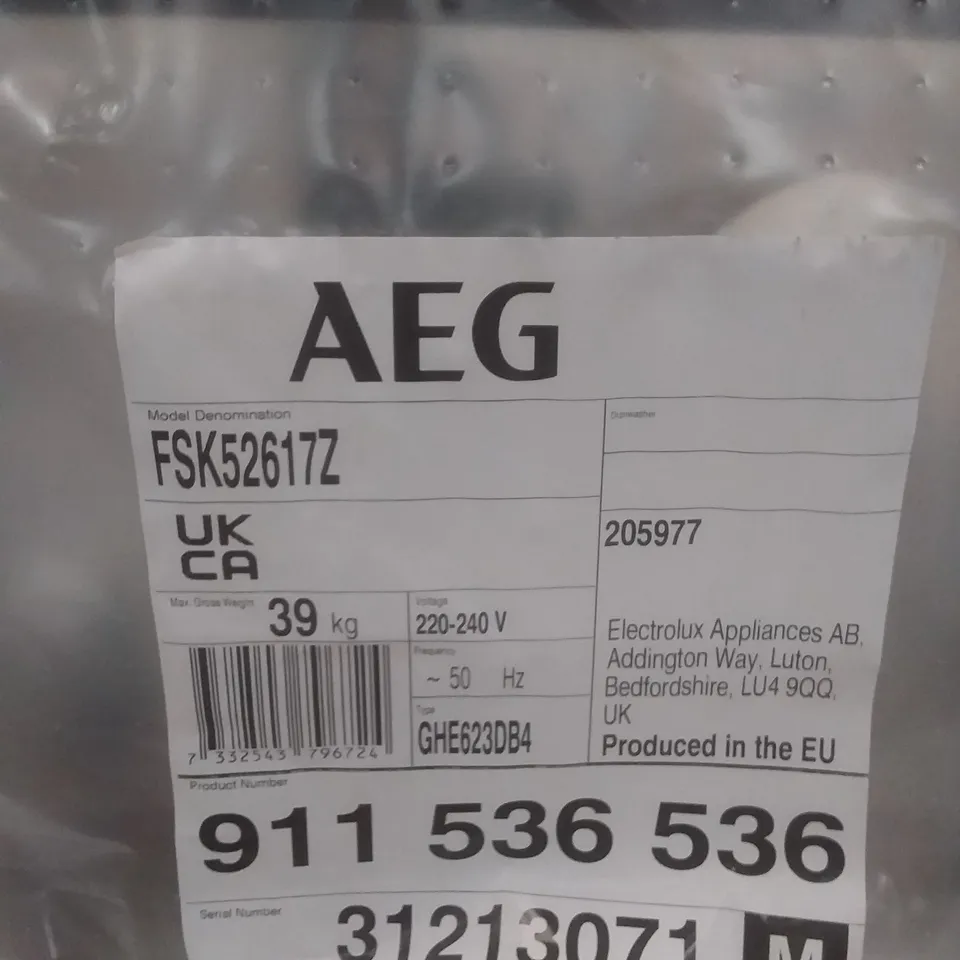 AEG
Model Denomination
FSK52617Z
Dishwasher
UK
CA
205977
Max. Gross Weight 39 kg
Voltage
220-240 V
Frequency
~ 50 Hz
Type
GHE623DB4
7 332543 796724
Electrolux Appliances AB.
Addington Way, Luton,
Bedfordshire, LU4 9QQ,
UK
Produced in the EU
Product Number
911 536 536
Serial Number
31213071
M